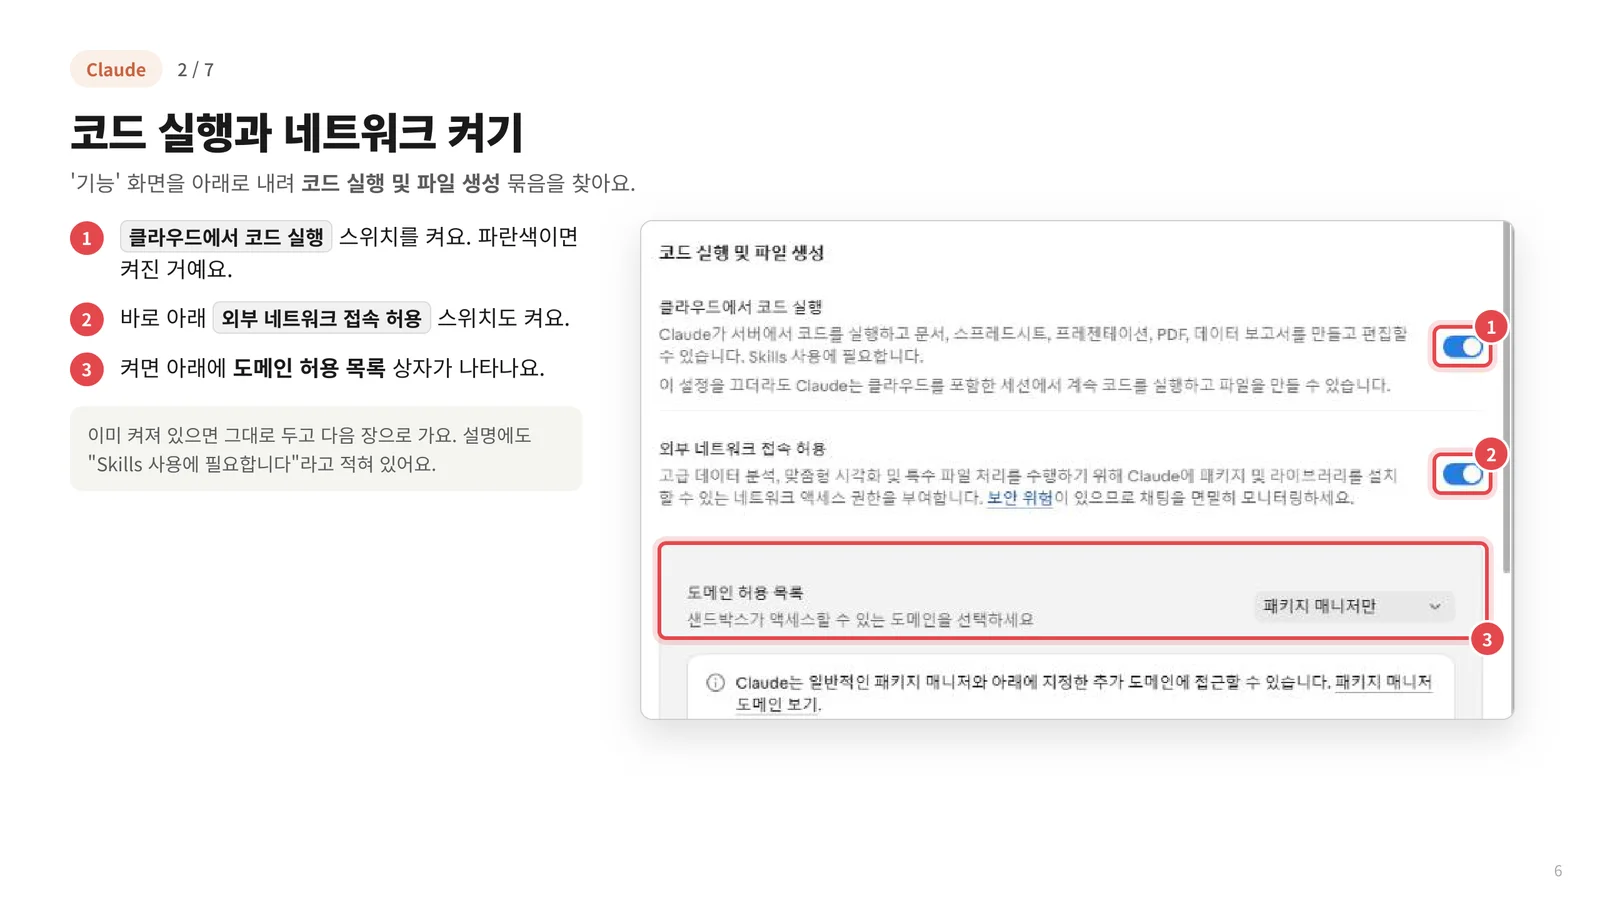 Claude 2 / 7
코드 실행과 네트워크 켜기
'기능' 화면을 아래로 내려 코드 실행 및 파일 생성 묶음을 찾아요.
1 클라우드에서 코드 실행 스위치를 켜요. 파란색이면
켜진 거예요.
2 바로 아래 외부 네트워크 접속 허용 스위치도 켜요.
3 켜면 아래에 도메인 허용 목록 상자가 나타나요.
이미 켜져 있으면 그대로 두고 다음 장으로 가요. 설명에도
"Skills 사용에 필요합니다"라고 적혀 있어요.
코드 실행 및 파일 생성
클라우드에서 코드 실행
Claude가 서버에서 코드를 실행하고 문서, 스프레드시트, 프레젠테이션, PDF, 데이터 보고서를 만들고 편집할
수 있습니다. Skills 사용에 필요합니다.
이 설정을 끄더라도 Claude는 클라우드를 포함한 세션에서 계속 코드를 실행하고 파일을 만들 수 있습니다.
1
외부 네트워크 접속 허용
고급 데이터 분석, 맞춤형 시각화 및 특수 파일 처리를 수행하기 위해 Claude에 패키지 및 라이브러리를 설치
할 수 있는 네트워크 액세스 권한을 부여합니다. 보안 위험이 있으므로 채팅을 면밀히 모니터링하세요.
2
도메인 허용 목록
샌드박스가 액세스할 수 있는 도메인을 선택하세요
패키지 매니저만
3
Claude는 일반적인 패키지 매니저와 아래에 지정한 추가 도메인에 접근할 수 있습니다. 패키지 매니저
도메인 보기.
6